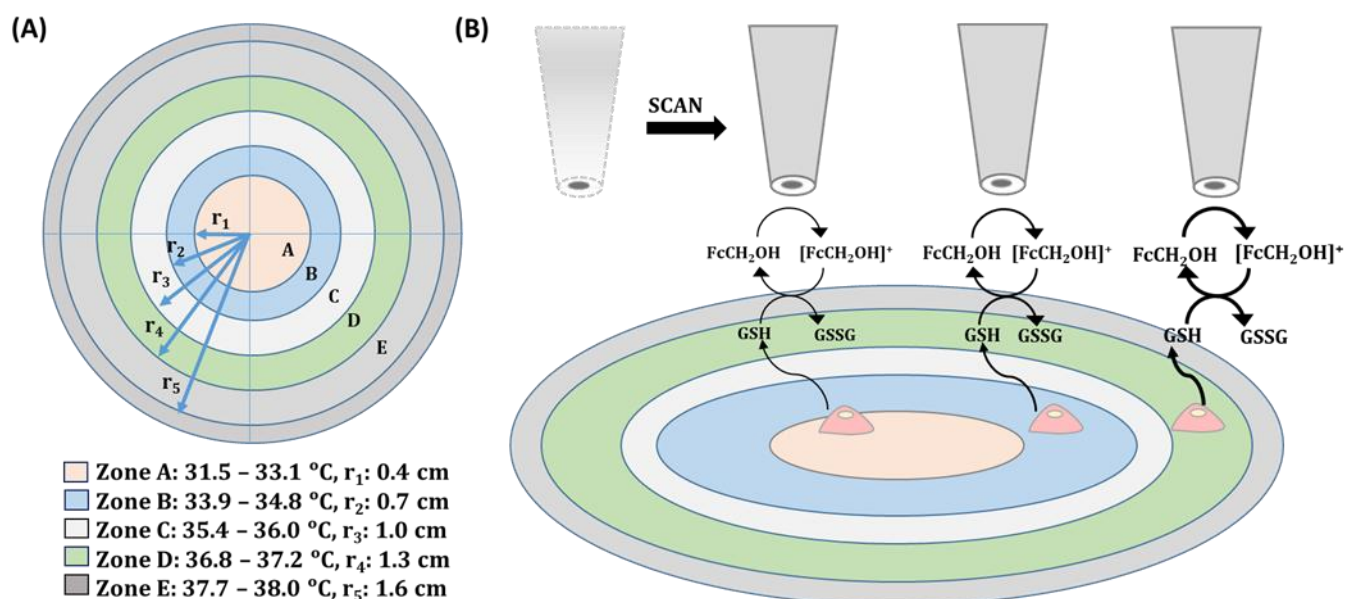 (A)
r₁
r₂
r₃
r₄
r₅
A
B
C
D
E
Zone A: 31.5 – 33.1 °C, r₁: 0.4 cm
Zone B: 33.9 – 34.8 °C, r₂: 0.7 cm
Zone C: 35.4 – 36.0 °C, r₃: 1.0 cm
Zone D: 36.8 – 37.2 °C, r₄: 1.3 cm
Zone E: 37.7 – 38.0 °C, r₅: 1.6 cm
(B)
SCAN
FcCH₂OH [FcCH₂OH]⁺
GSH GSSG
FcCH₂OH [FcCH₂OH]⁺
GSH GSSG
FcCH₂OH [FcCH₂OH]⁺
GSH GSSG